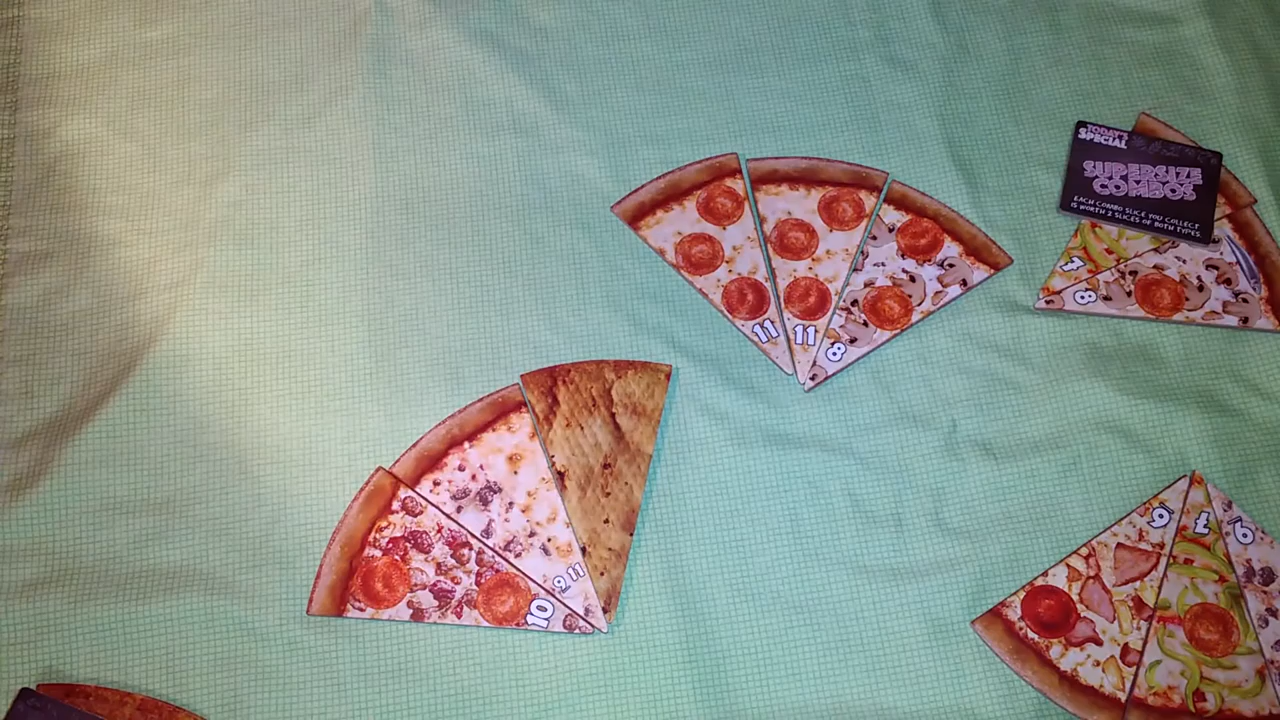 TODAY'S
SPECIAL
SUPERSIZE
COMBOS
EACH COMBO SLICE YOU COLLECT
IS WORTH 2 SLICES OF BOTH TYPES.
11
11
8
7
8
9 11
10
9
7
9